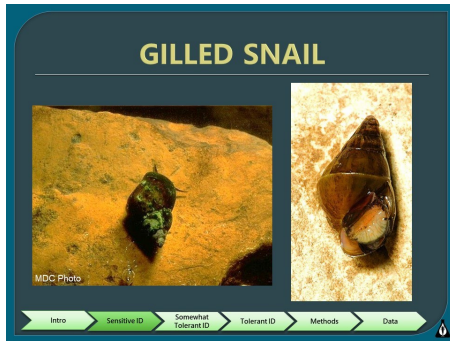 GILLED SNAIL
MDC Photo
Intro
Sensitive ID
Somewhat
Tolerant ID
Tolerant ID
Methods
Data